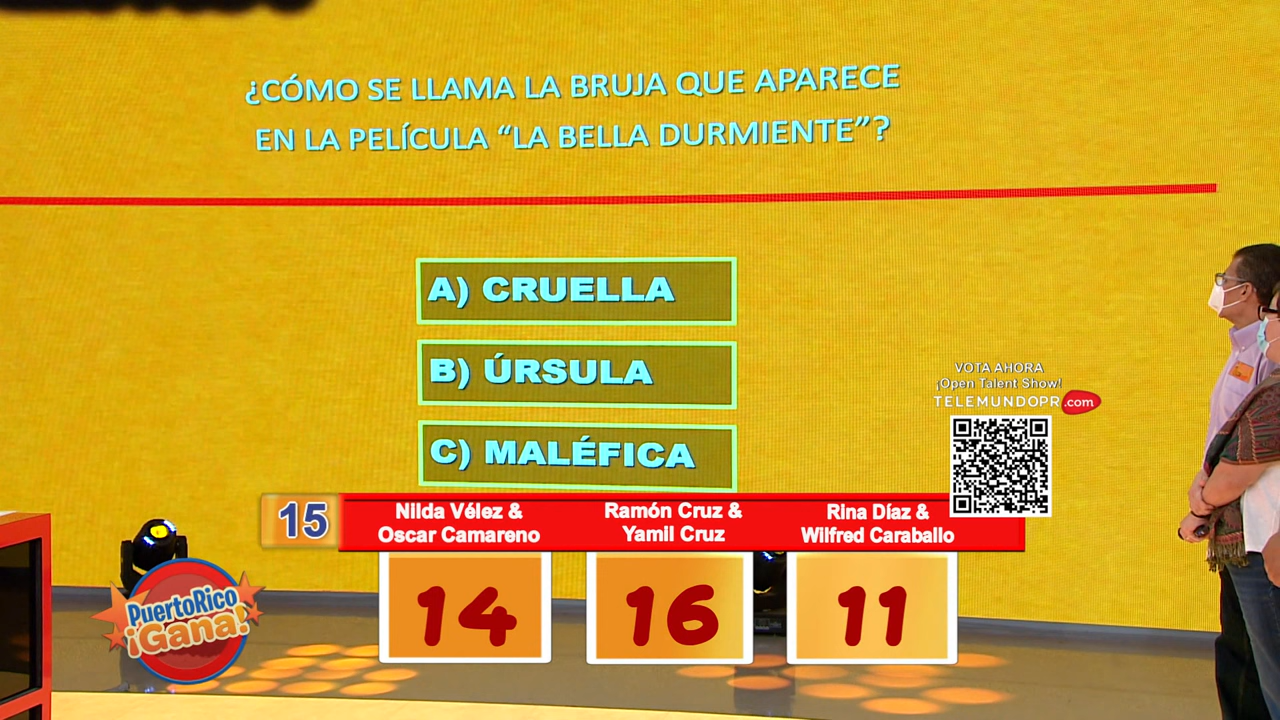 ¿CÓMO SE LLAMA LA BRUJA QUE APARECE
EN LA PELÍCULA “LA BELLA DURMIENTE”?
A) CRUELLA
B) ÚRSULA
C) MALÉFICA
VOTA AHORA
¡Open Talent Show!
TELEMUNDOPR.com
15
Nilda Vélez &
Oscar Camareno
Ramón Cruz &
Yamil Cruz
Rina Díaz &
Wilfred Caraballo
14
16
11
PuertoRico
¡Gana!